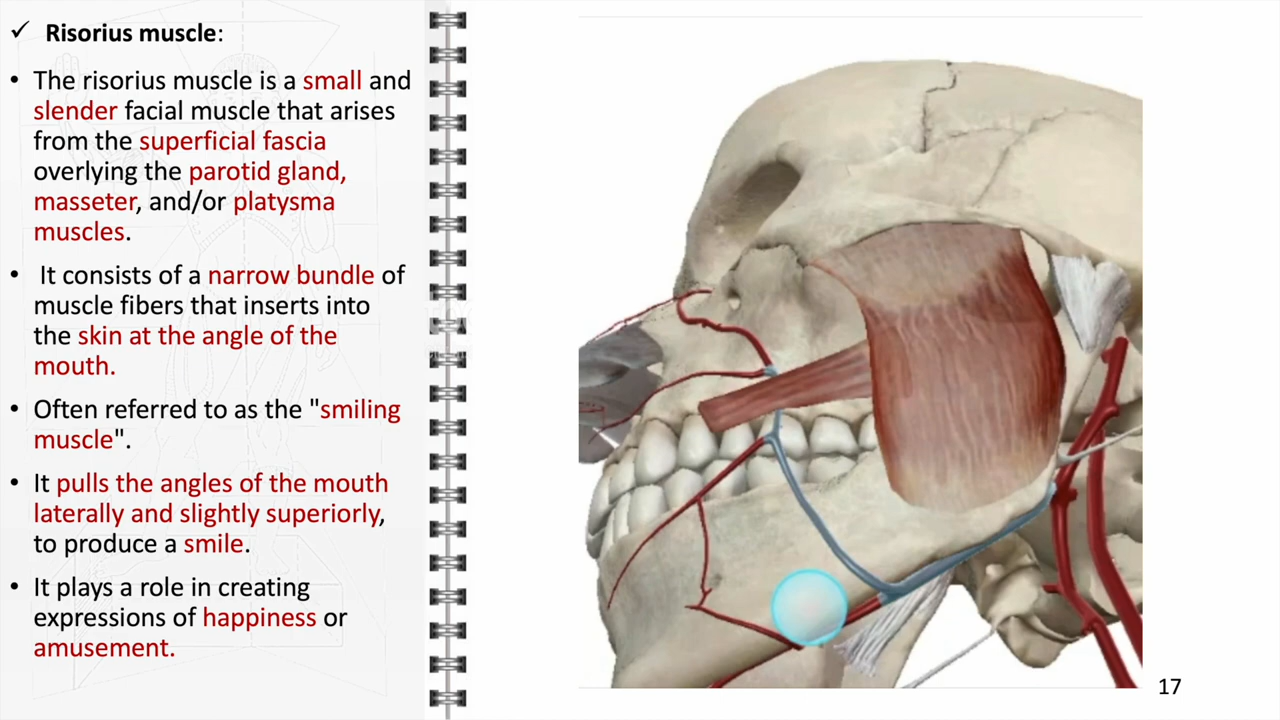 ✓ Risorius muscle:
• The risorius muscle is a small and
slender facial muscle that arises
from the superficial fascia
overlying the parotid gland,
masseter, and/or platysma
muscles.
• It consists of a narrow bundle of
muscle fibers that inserts into
the skin at the angle of the
mouth.
• Often referred to as the "smiling
muscle".
• It pulls the angles of the mouth
laterally and slightly superiorly,
to produce a smile.
• It plays a role in creating
expressions of happiness or
amusement.
17